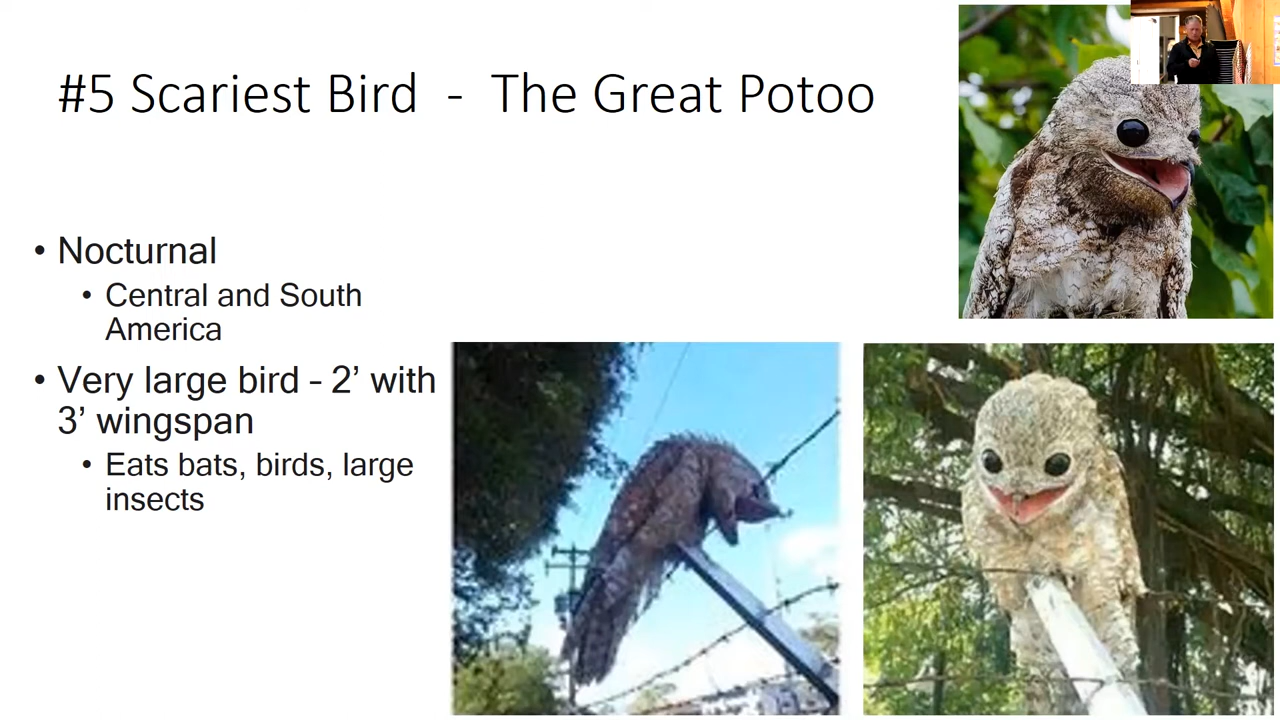 #5 Scariest Bird - The Great Potoo
• Nocturnal
• Central and South
America
• Very large bird – 2’ with
3’ wingspan
• Eats bats, birds, large
insects